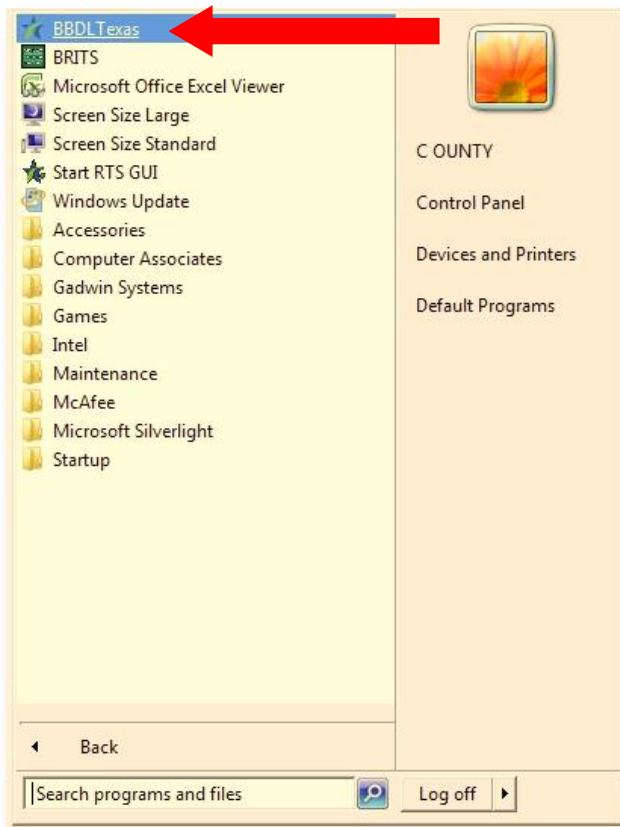 BBDLTexas
BRITS
Microsoft Office Excel Viewer
Screen Size Large
Screen Size Standard
Start RTS GUI
Windows Update
Accessories
Computer Associates
Gadwin Systems
Games
Intel
Maintenance
McAfee
Microsoft Silverlight
Startup
Back
Search programs and files
C OUNTY
Control Panel
Devices and Printers
Default Programs
Log off